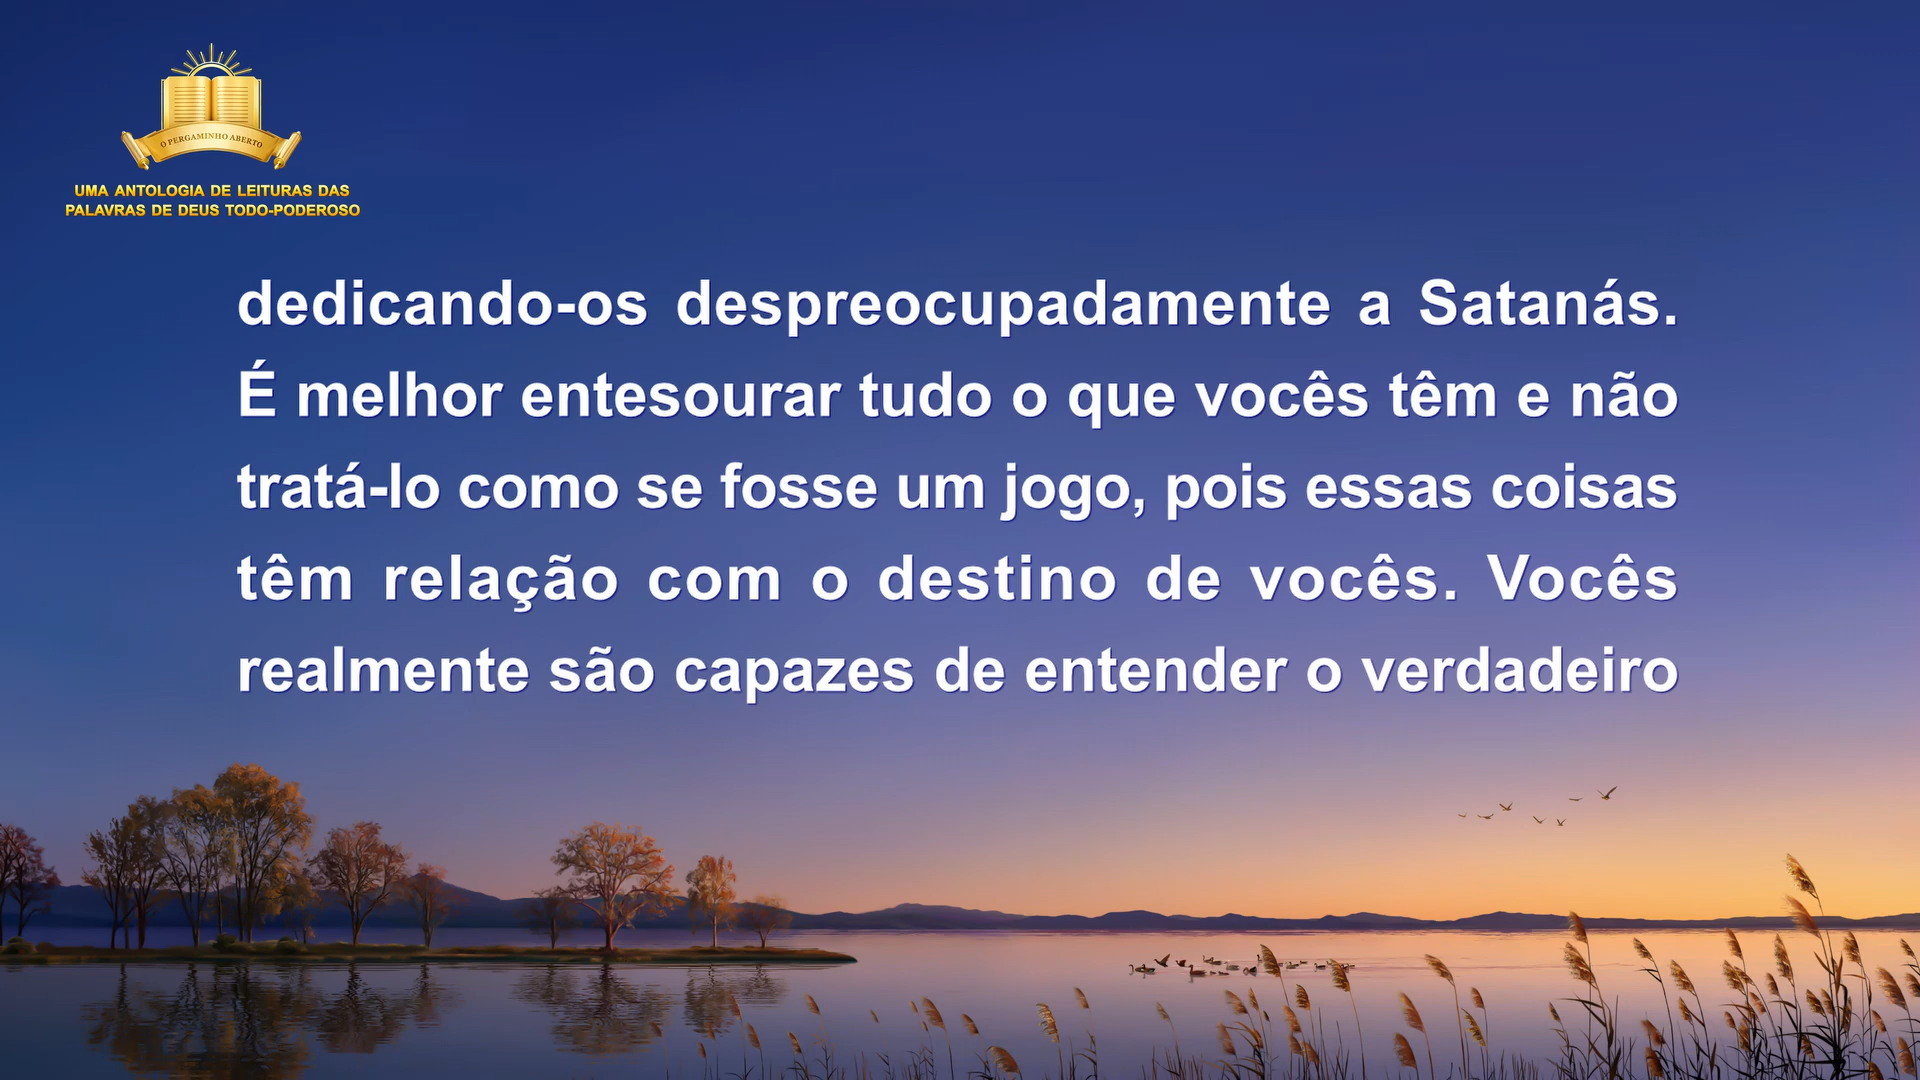 O PERGAMINHO ABERTO
UMA ANTOLOGIA DE LEITURAS DAS
PALAVRAS DE DEUS TODO-PODEROSO
dedicando-os despreocupadamente a Satanás.
É melhor entesourar tudo o que vocês têm e não
tratá-lo como se fosse um jogo, pois essas coisas
têm relação com o destino de vocês. Vocês
realmente são capazes de entender o verdadeiro